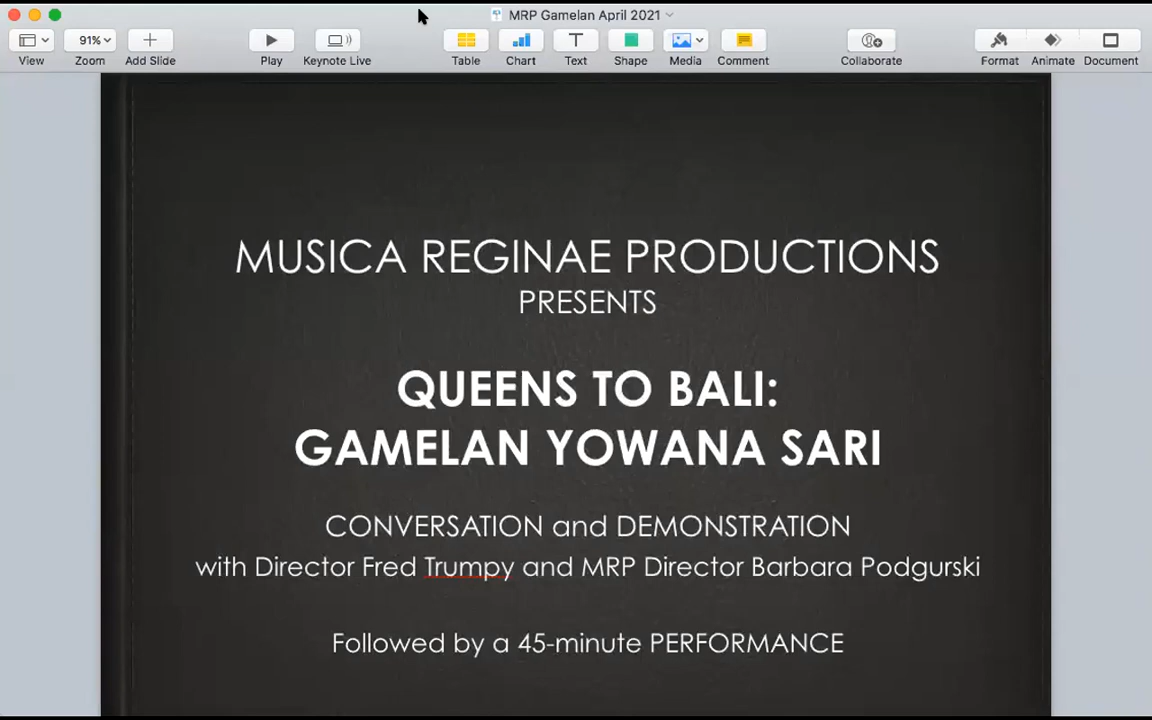 MRP Gamelan April 2021
91%
View
Zoom
Add Slide
Play
Keynote Live
Table
Chart
Text
Shape
Media
Comment
Collaborate
Format
Animate
Document
MUSICA REGINAE PRODUCTIONS
PRESENTS
QUEENS TO BALI:
GAMELAN YOWANA SARI
CONVERSATION and DEMONSTRATION
with Director Fred Trumpy and MRP Director Barbara Podgurski
Followed by a 45-minute PERFORMANCE